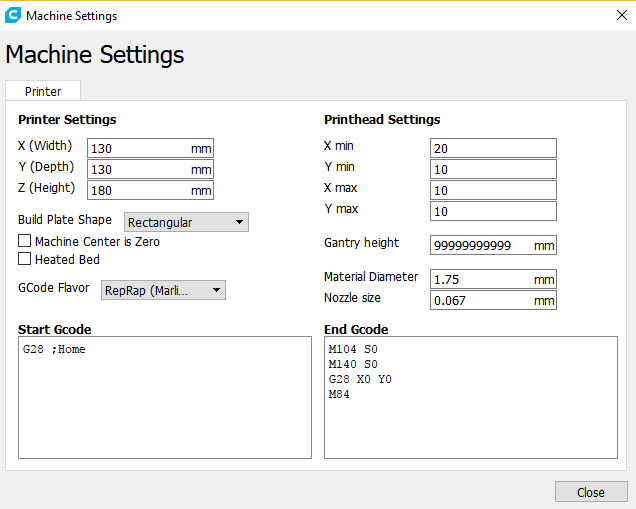 Machine Settings
Machine Settings
Printer
Printer Settings
X (Width) 130 mm
Y (Depth) 130 mm
Z (Height) 180 mm
Build Plate Shape Rectangular
Machine Center is Zero
Heated Bed
GCode Flavor RepRap (Marli...
Printhead Settings
X min 20
Y min 10
X max 10
Y max 10
Gantry height 99999999999 mm
Material Diameter 1.75 mm
Nozzle size 0.067 mm
Start Gcode
G28 ;Home
End Gcode
M104 S0
M140 S0
G28 X0 Y0
M84
Close